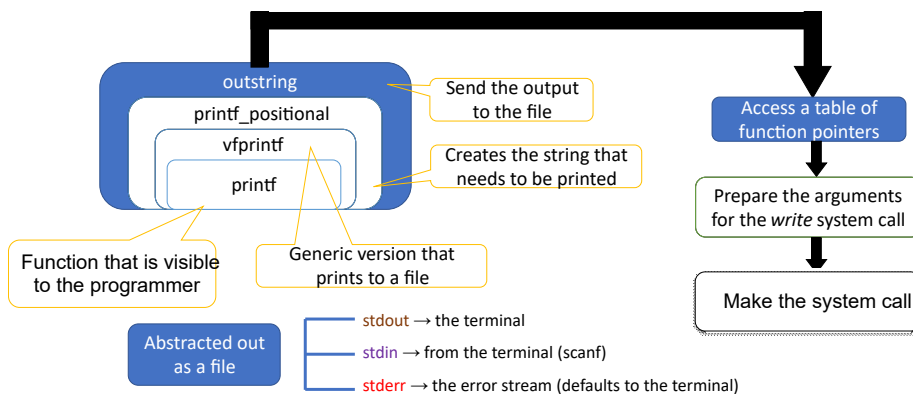 outstring
printf_positional
vfprintf
printf
Send the output
to the file
Creates the string that
needs to be printed
Function that is visible
to the programmer
Generic version that
prints to a file
Access a table of
function pointers
Prepare the arguments
for the write system call
Make the system call
Abstracted out
as a file
stdout → the terminal
stdin → from the terminal (scanf)
stderr → the error stream (defaults to the terminal)